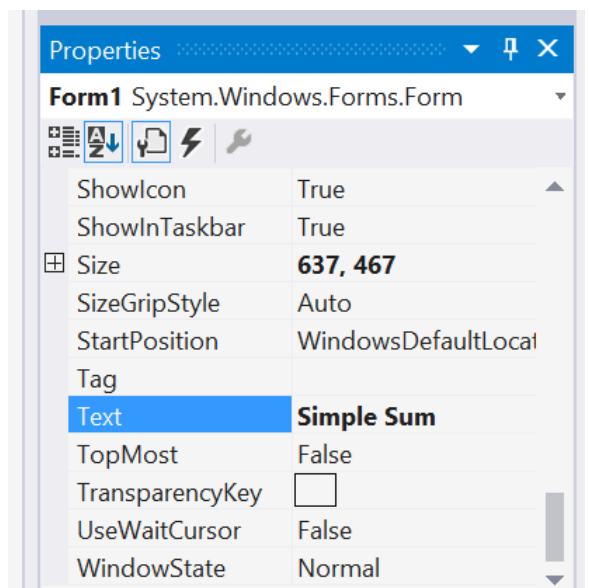 Properties
Form1 System.Windows.Forms.Form
ShowIcon True
ShowInTaskbar True
Size 637, 467
SizeGripStyle Auto
StartPosition WindowsDefaultLocat
Tag
Text Simple Sum
TopMost False
TransparencyKey
UseWaitCursor False
WindowState Normal